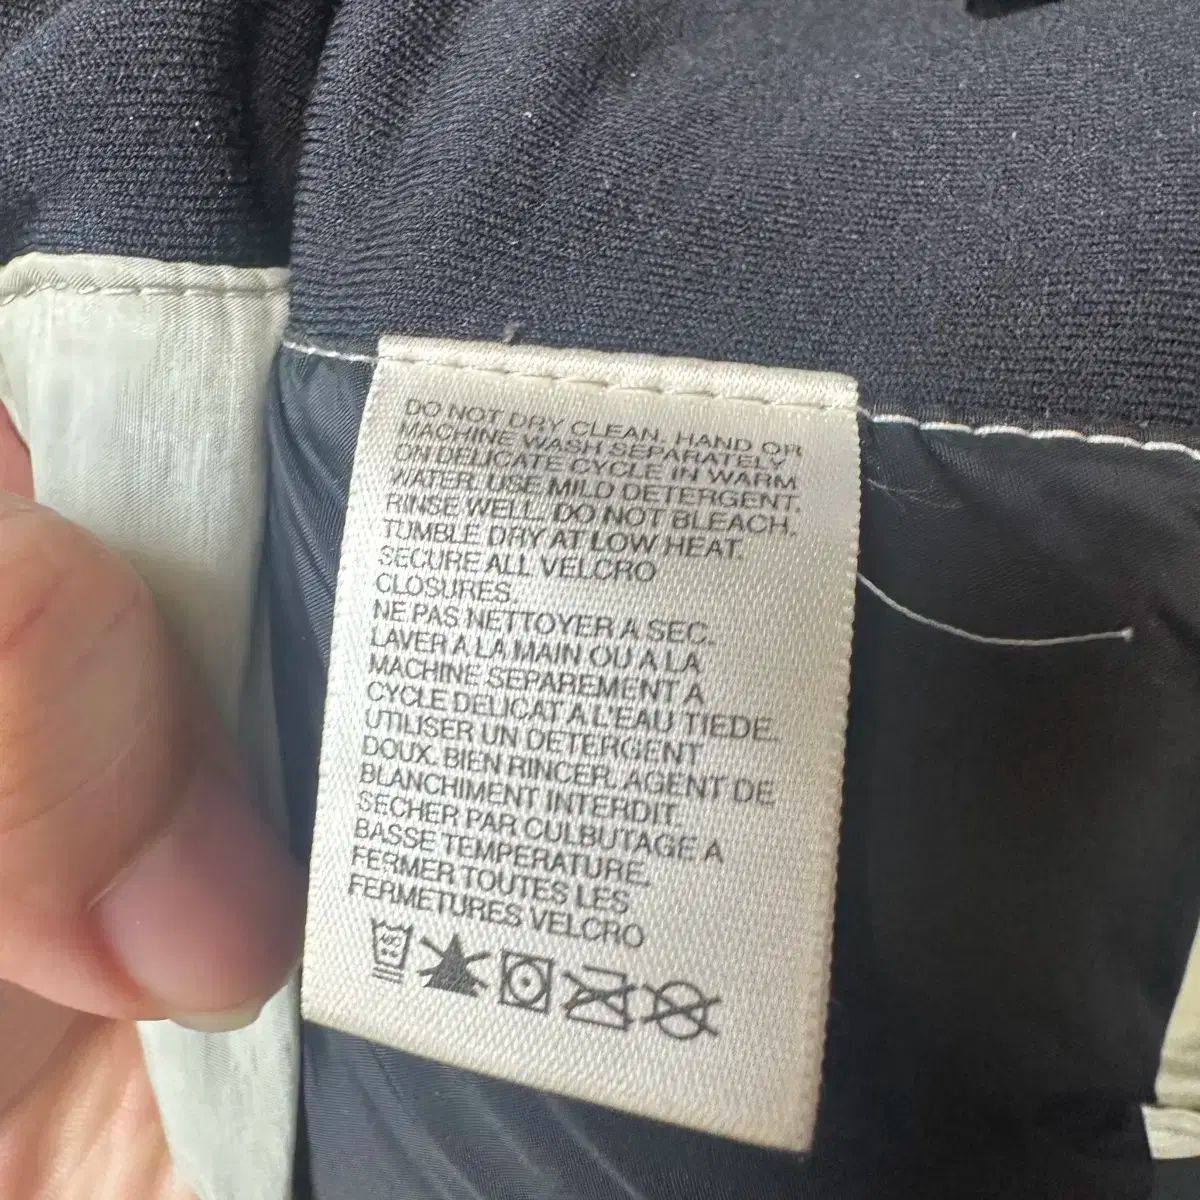 DO NOT DRY CLEAN. HAND OR
MACHINE WASH SEPARATELY
ON DELICATE CYCLE IN WARM
WATER. USE MILD DETERGENT.
RINSE WELL. DO NOT BLEACH.
TUMBLE DRY AT LOW HEAT.
SECURE ALL VELCRO
CLOSURES.
NE PAS NETTOYER A SEC.
LAVER A LA MAIN OU A LA
MACHINE SEPAREMENT A
CYCLE DELICAT A L'EAU TIEDE.
UTILISER UN DETERGENT
DOUX. BIEN RINCER. AGENT DE
BLANCHIMENT INTERDIT.
SECHER PAR CULBUTAGE A
BASSE TEMPERATURE.
FERMER TOUTES LES
FERMETURES VELCRO